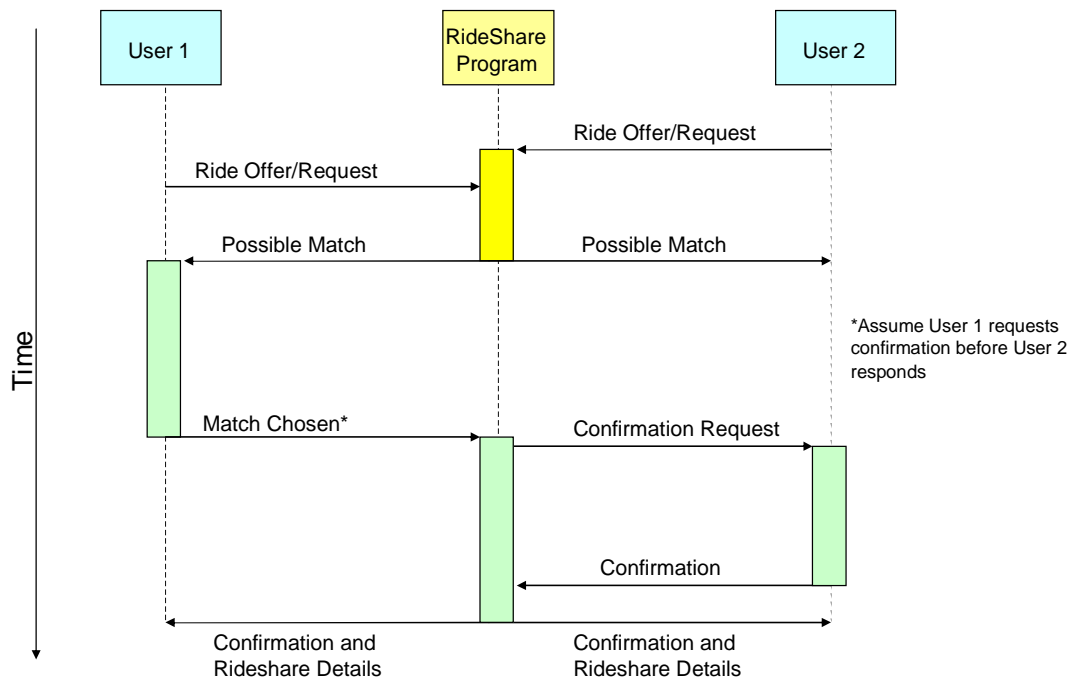 User 1
RideShare
Program
User 2
Ride Offer/Request
Ride Offer/Request
Possible Match
Possible Match
*Assume User 1 requests
confirmation before User 2
responds
Time
Match Chosen*
Confirmation Request
Confirmation
Confirmation and
Rideshare Details
Confirmation and
Rideshare Details